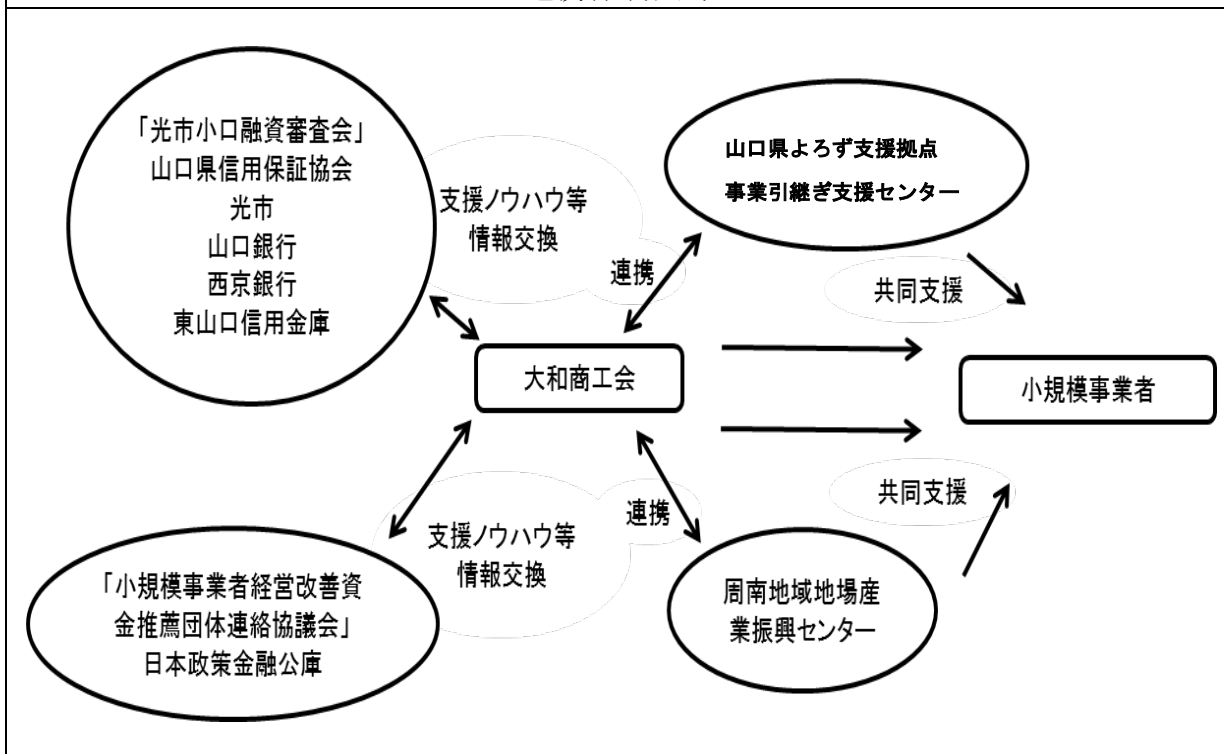 「光市小口融資審査会」
山口県信用保証協会
光市
山口銀行
西京銀行
東山口信用金庫
支援ノウハウ等
情報交換
連携
山口県よろず支援拠点
事業引継ぎ支援センター
共同支援
大和商工会
小規模事業者
共同支援
連携
支援ノウハウ等
情報交換
「小規模事業者経営改善資
金推薦団体連絡協議会」
日本政策金融公庫
周南地域地場産
業振興センター